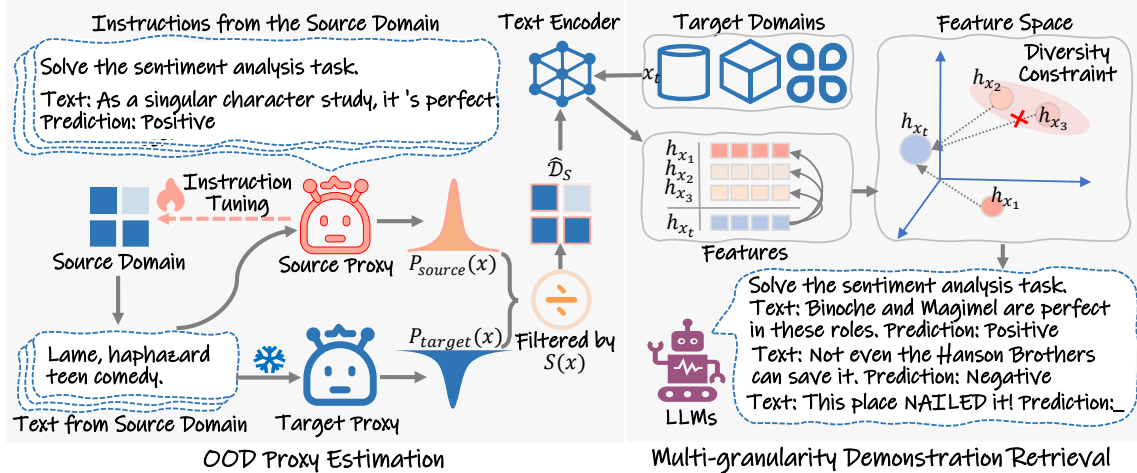 Instructions from the Source Domain
Solve the sentiment analysis task.
Text: As a singular character study, it 's perfect.
Prediction: Positive
Instruction
Tuning
Source Domain
Source Proxy
P_source(x)
Lame, haphazard
teen comedy.
Text from Source Domain
Target Proxy
P_target(x)
Filtered by
S(x)
D̂_S
Text Encoder
OOD Proxy Estimation
Target Domains
x_t
h_x₁
h_x₂
h_x₃
h_x_t
Features
Feature Space
Diversity
Constraint
h_x₂
h_x₃
h_x_t
h_x₁
Solve the sentiment analysis task.
Text: Binoche and Magimel are perfect
in these roles. Prediction: Positive
Text: Not even the Hanson Brothers
can save it. Prediction: Negative
Text: This place NAILED it! Prediction:_
LLMs
Multi-granularity Demonstration Retrieval